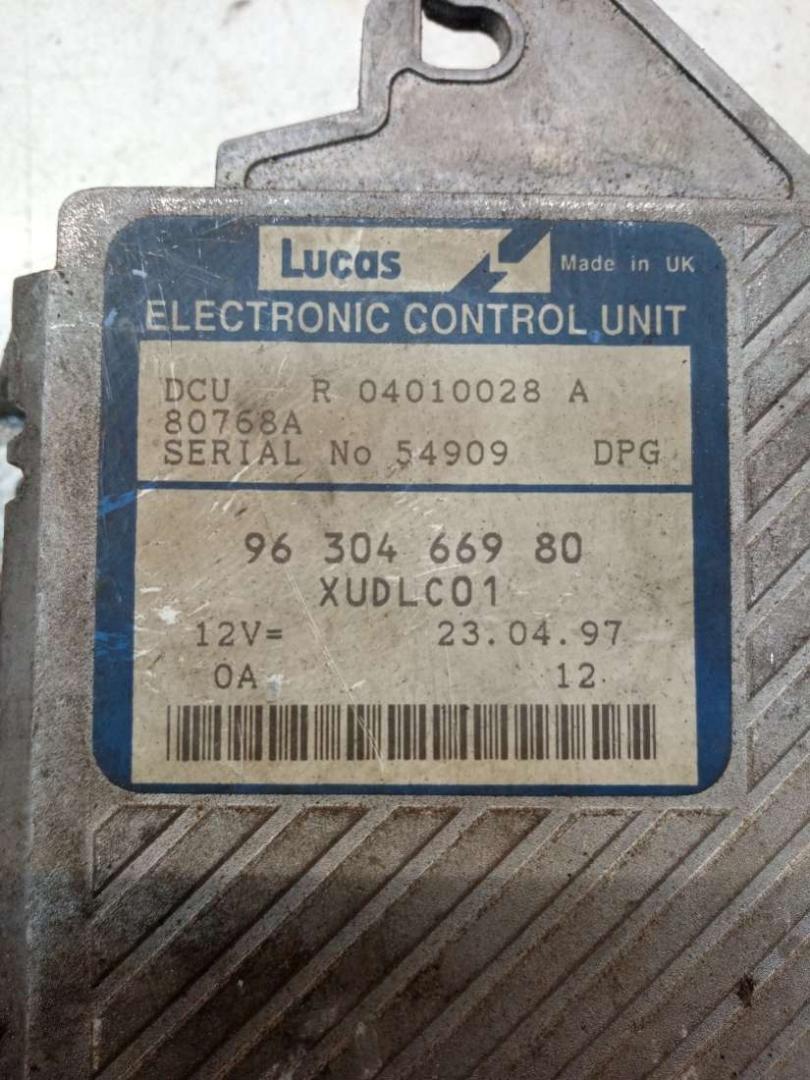 Lucas Made in UK
ELECTRONIC CONTROL UNIT
DCU R 04010028 A
80768A
SERIAL No 54909 DPG
96 304 669 80
XUDLC01
12V= 23.04.97
0A 12